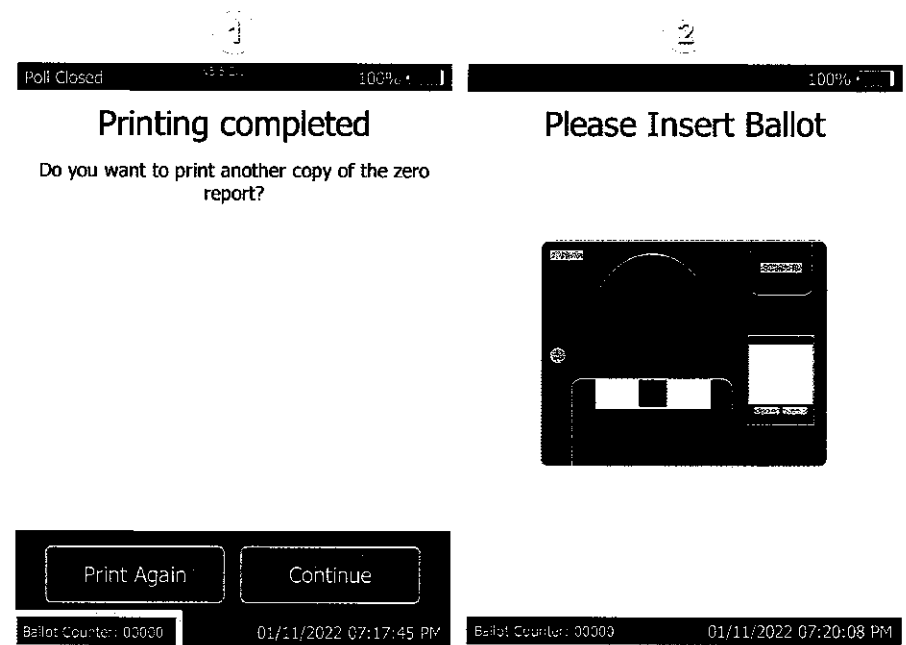 1
Poll Closed
100%
Printing completed
Do you want to print another copy of the zero
report?
Print Again
Continue
Ballot Counter: 00000
01/11/2022 07:17:45 PM
2
100%
Please Insert Ballot
Ballot Counter: 00000
01/11/2022 07:20:08 PM